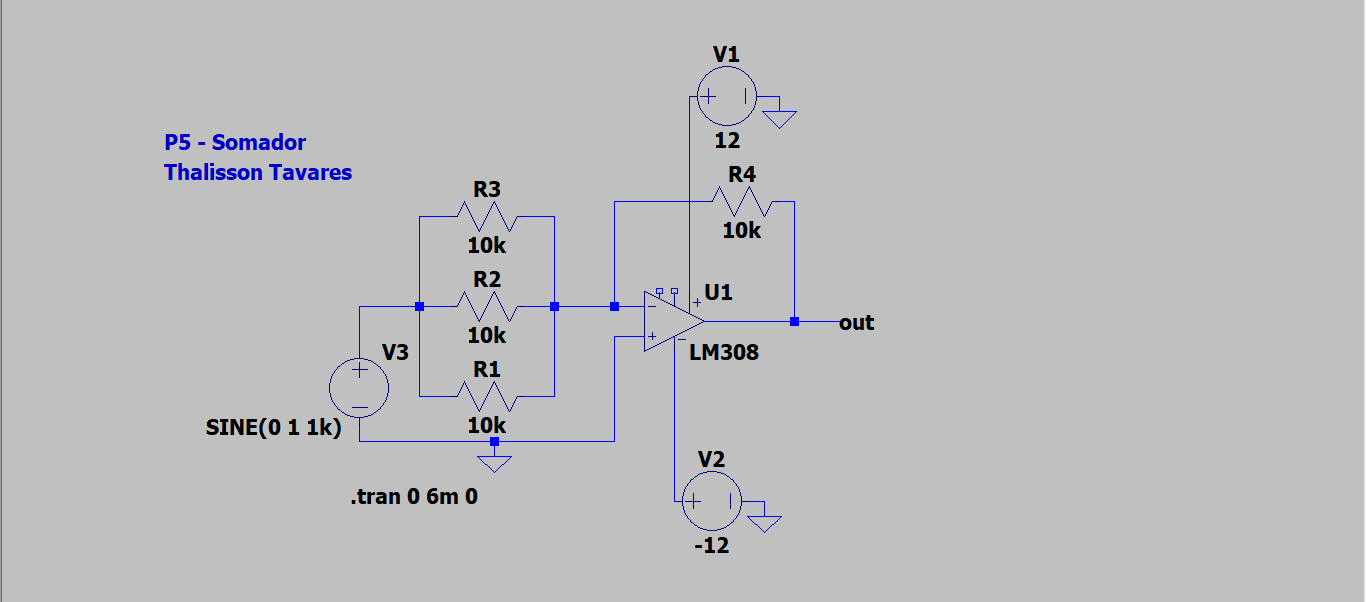 V1
12
P5 - Somador
Thalisson Tavares
R4
10k
R3
10k
R2
10k
R1
10k
V3
SINE(0 1 1k)
U1
LM308
out
.tran 0 6m 0
V2
-12